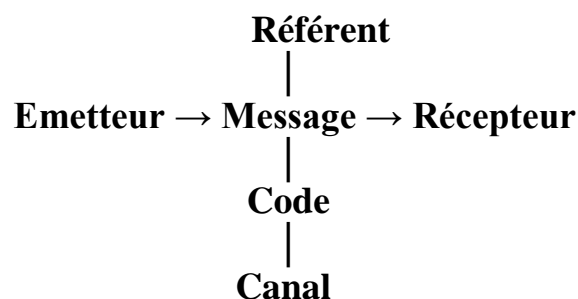 Référent
Emetteur → Message → Récepteur
Code
Canal